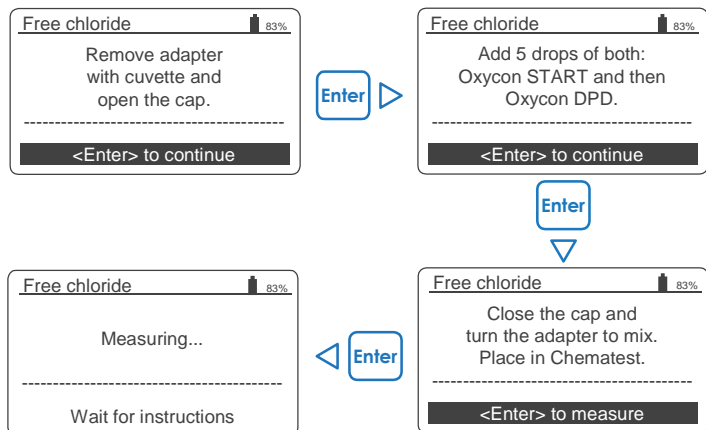 Free chloride 83%
Remove adapter
with cuvette and
open the cap.
<Enter> to continue
Enter
Free chloride 83%
Add 5 drops of both:
Oxycon START and then
Oxycon DPD.
<Enter> to continue
Enter
Free chloride 83%
Close the cap and
turn the adapter to mix.
Place in Chematest.
<Enter> to measure
Enter
Free chloride 83%
Measuring...
Wait for instructions